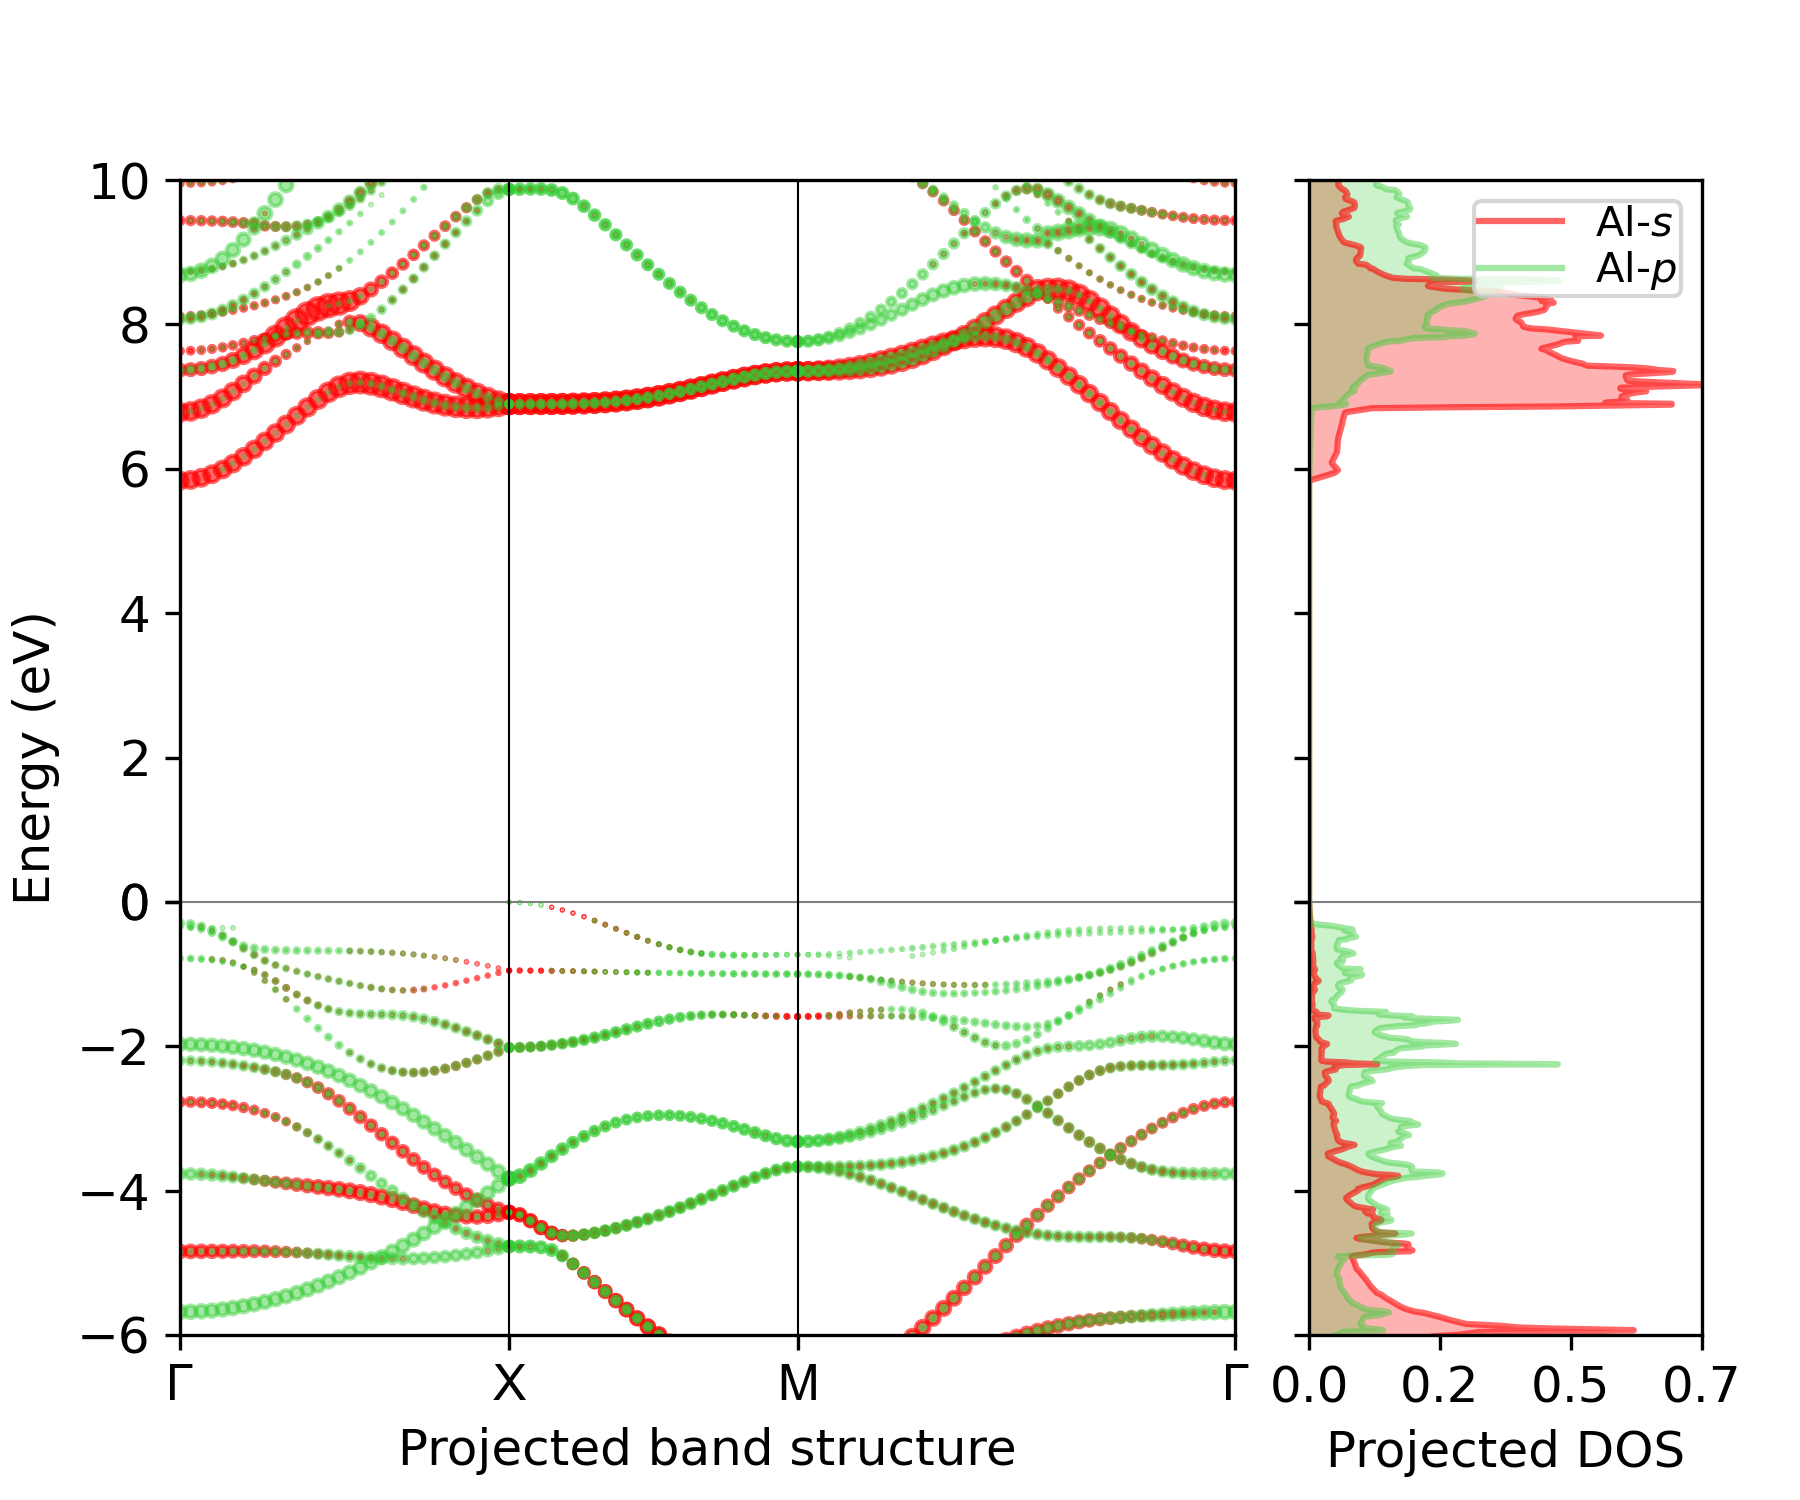 10
8
6
4
2
0
−2
−4
−6
Energy (eV)
Γ X M Γ
Projected band structure
Al-s
Al-p
0.0 0.2 0.5 0.7
Projected DOS